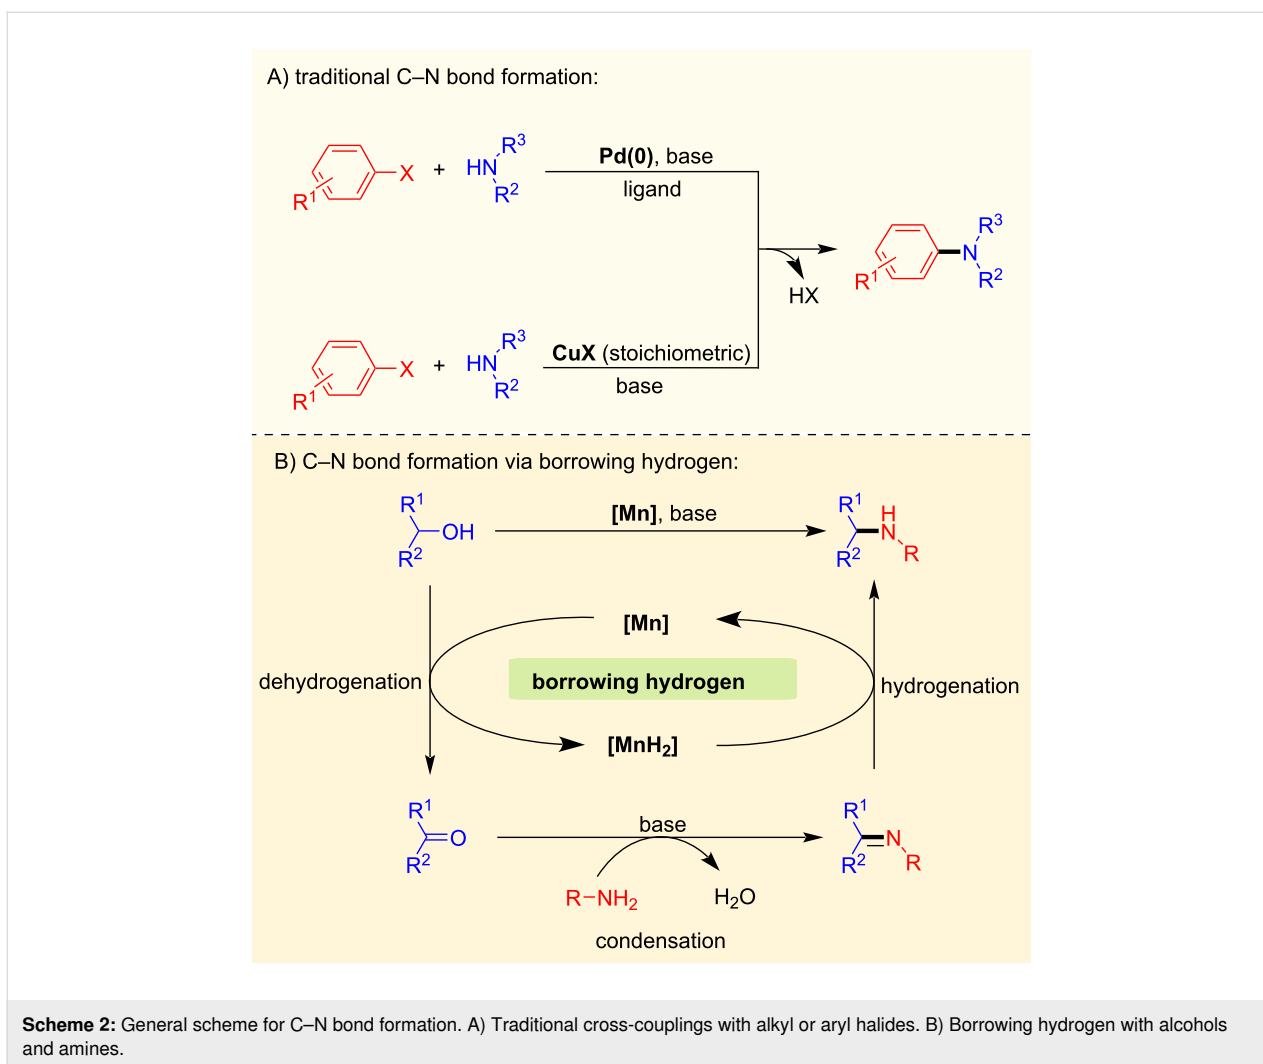 A) traditional C–N bond formation:
R¹ X + HN R³ R² Pd(0), base
ligand
HX
R¹ N R³ R²
R¹ X + HN R³ R² CuX (stoichiometric)
base
B) C–N bond formation via borrowing hydrogen:
R¹ R² OH [Mn], base R¹ R² H N R
[Mn]
dehydrogenation borrowing hydrogen hydrogenation
[MnH₂]
R¹ R² O base R¹ R² N R
R–NH₂ H₂O
condensation
Scheme 2: General scheme for C–N bond formation. A) Traditional cross-couplings with alkyl or aryl halides. B) Borrowing hydrogen with alcohols
and amines.